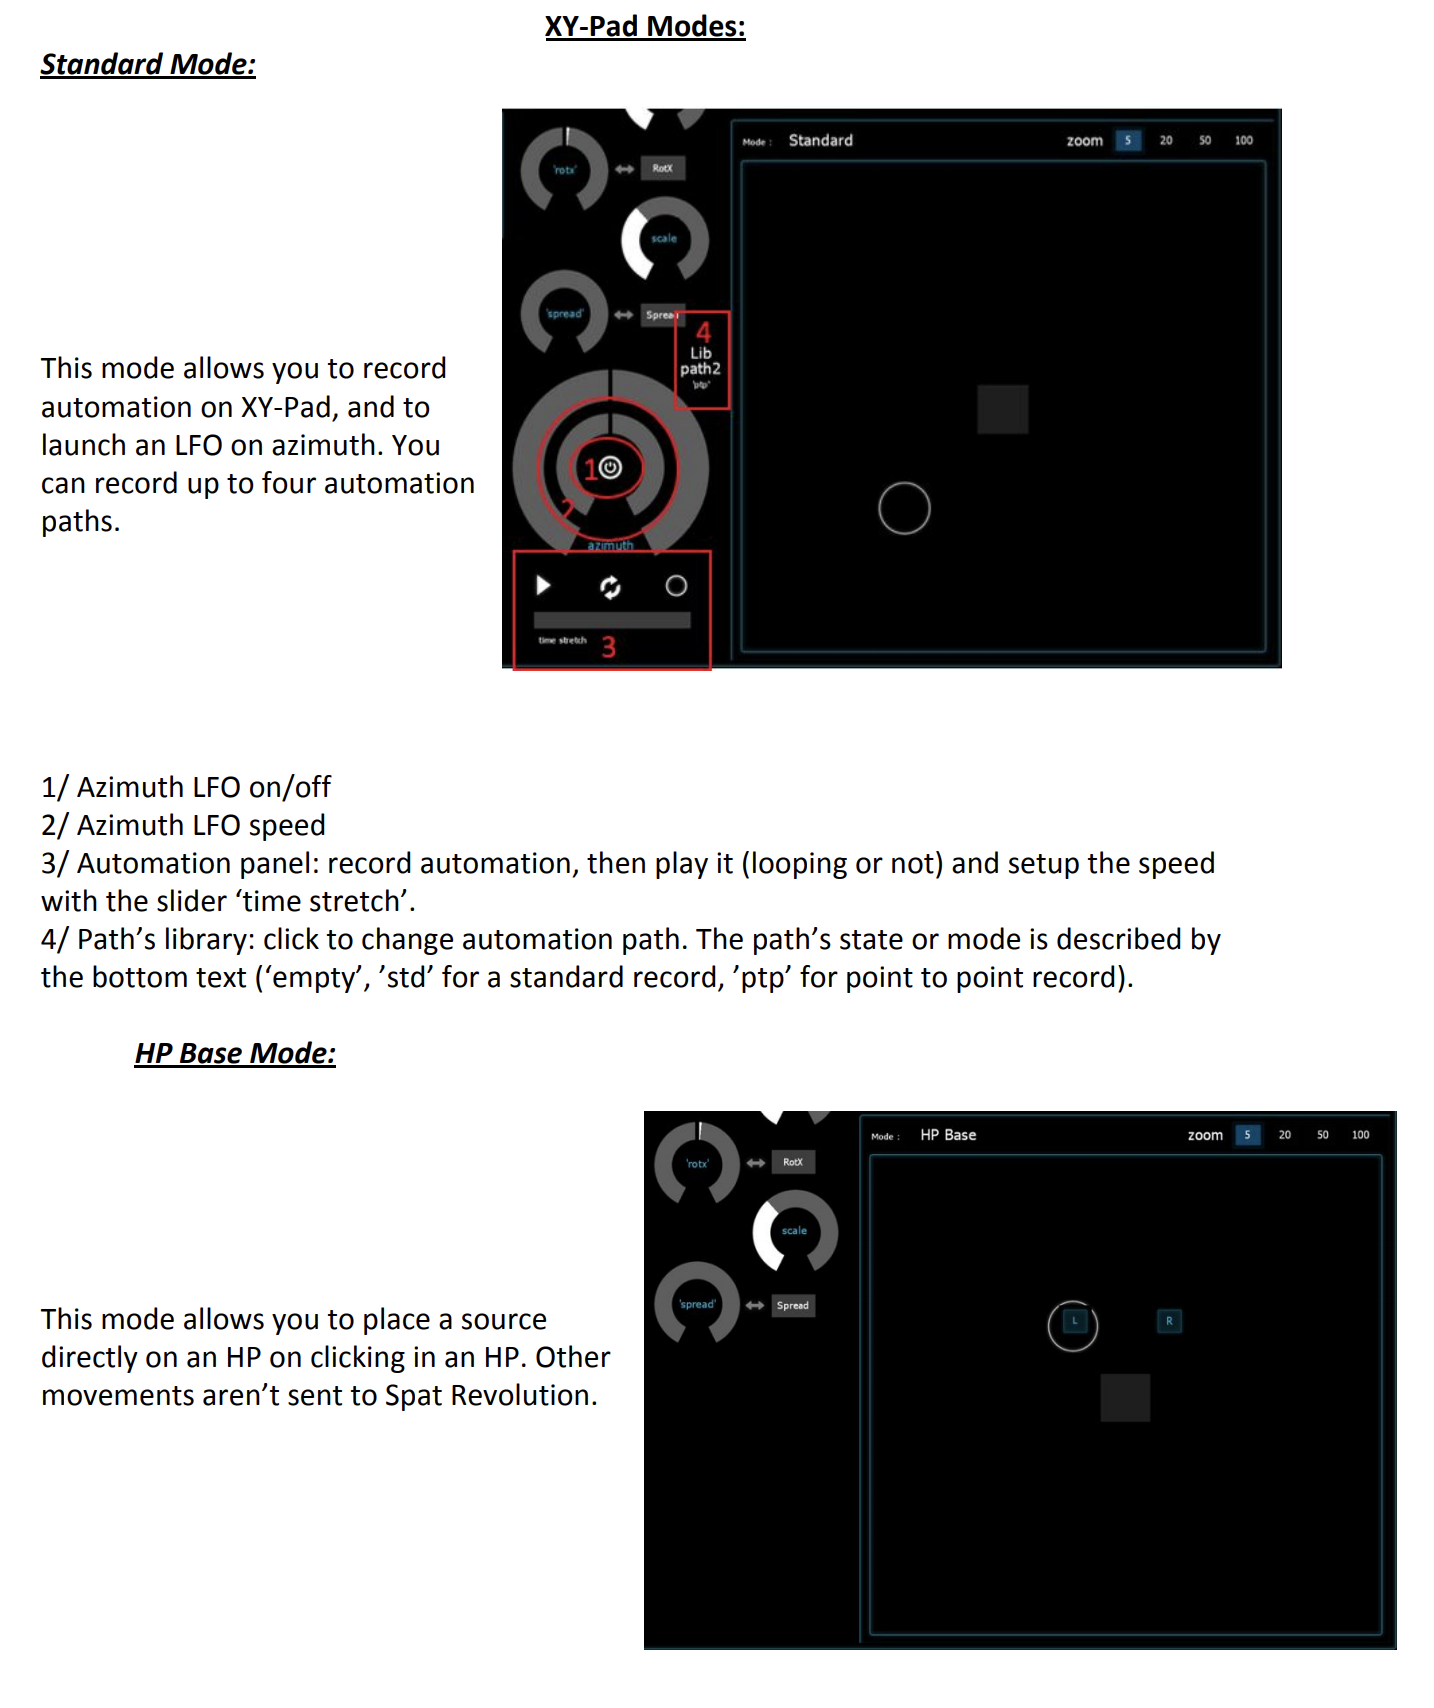 XY-Pad Modes:
Standard Mode:
Mode : Standard zoom 5 20 50 100
'rotx' RotX
scale
'spread' Spread
4
Lib
path2
'ptp'
1
2
azimuth
time stretch 3
This mode allows you to record
automation on XY-Pad, and to
launch an LFO on azimuth. You
can record up to four automation
paths.
1/ Azimuth LFO on/off
2/ Azimuth LFO speed
3/ Automation panel: record automation, then play it (looping or not) and setup the speed
with the slider ‘time stretch’.
4/ Path’s library: click to change automation path. The path’s state or mode is described by
the bottom text (‘empty’, ’std’ for a standard record, ’ptp’ for point to point record).
HP Base Mode:
Mode : HP Base zoom 5 20 50 100
'rotx' RotX
scale
'spread' Spread
L R
This mode allows you to place a source
directly on an HP on clicking in an HP. Other
movements aren’t sent to Spat Revolution.